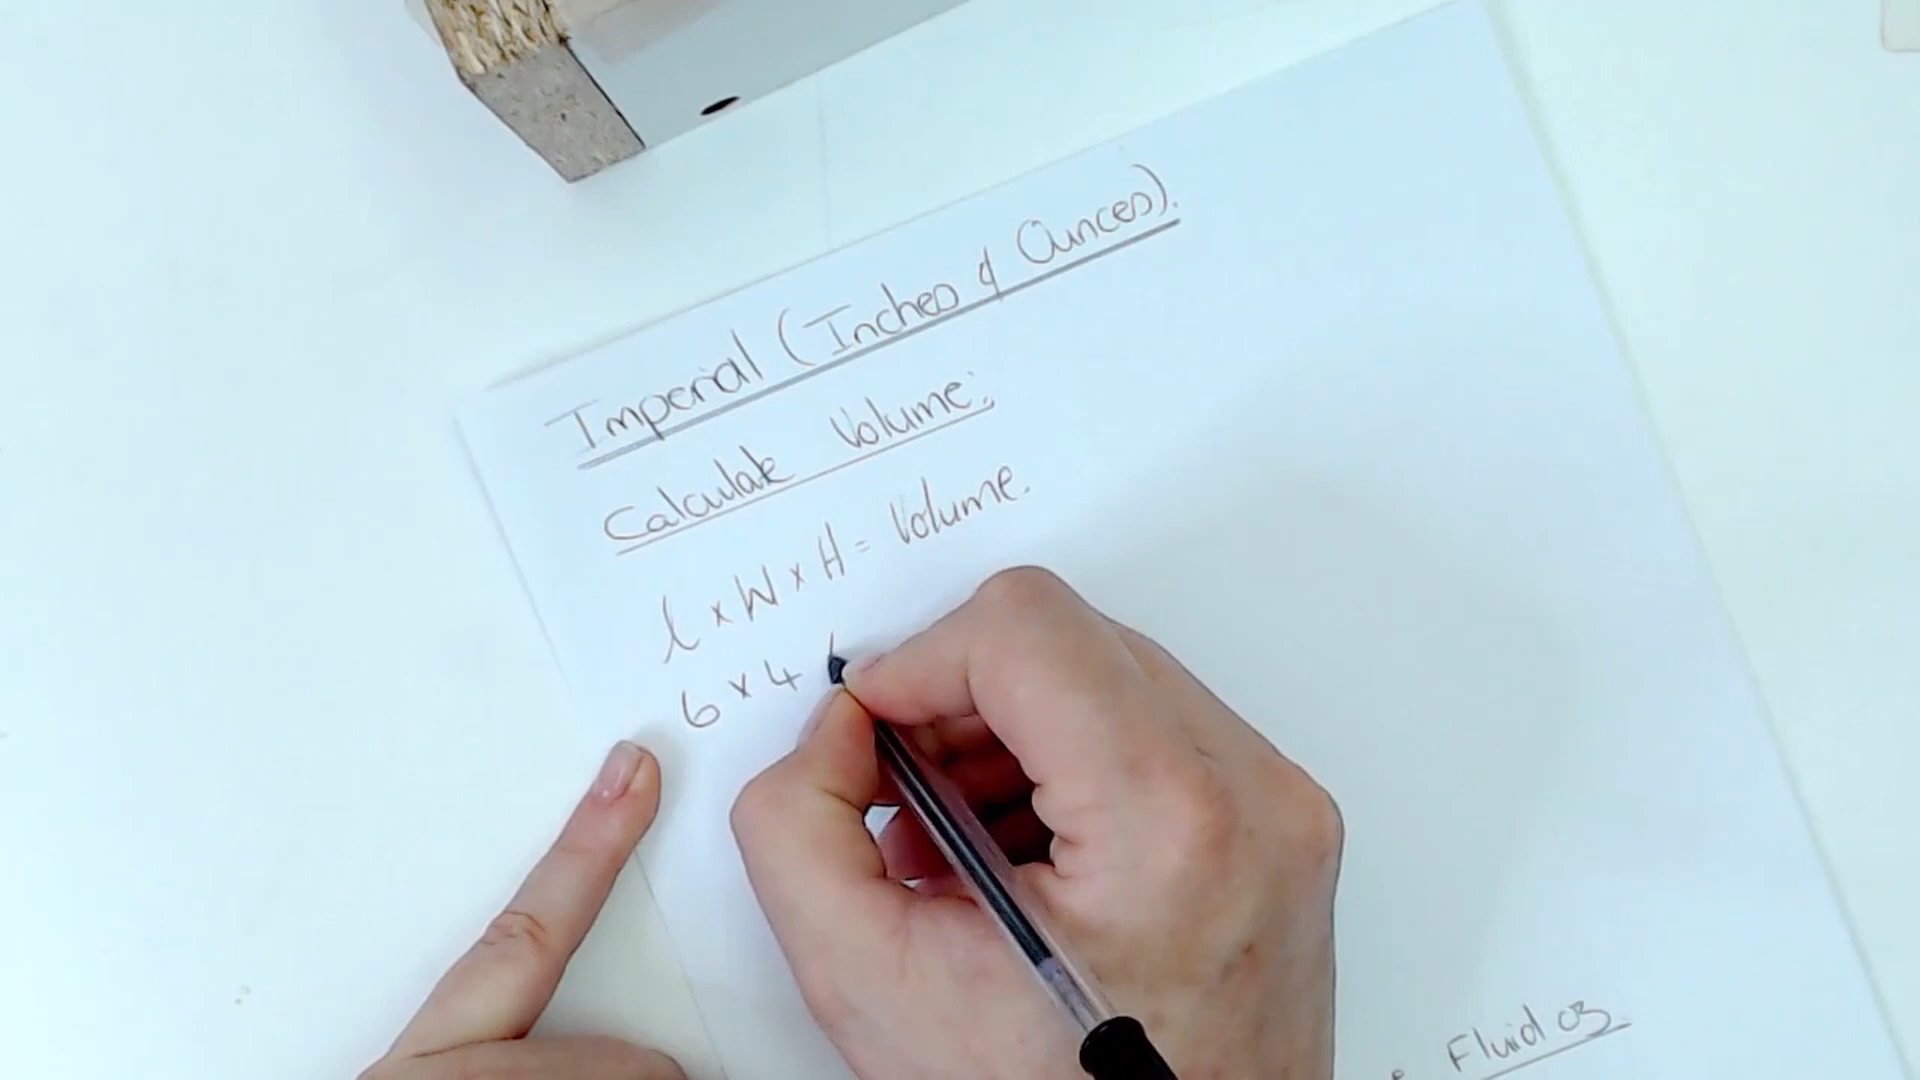 Imperial (Inches & Ounces).
Calculate Volume:
L x W x H = Volume.
6 x 4
Fluid oz